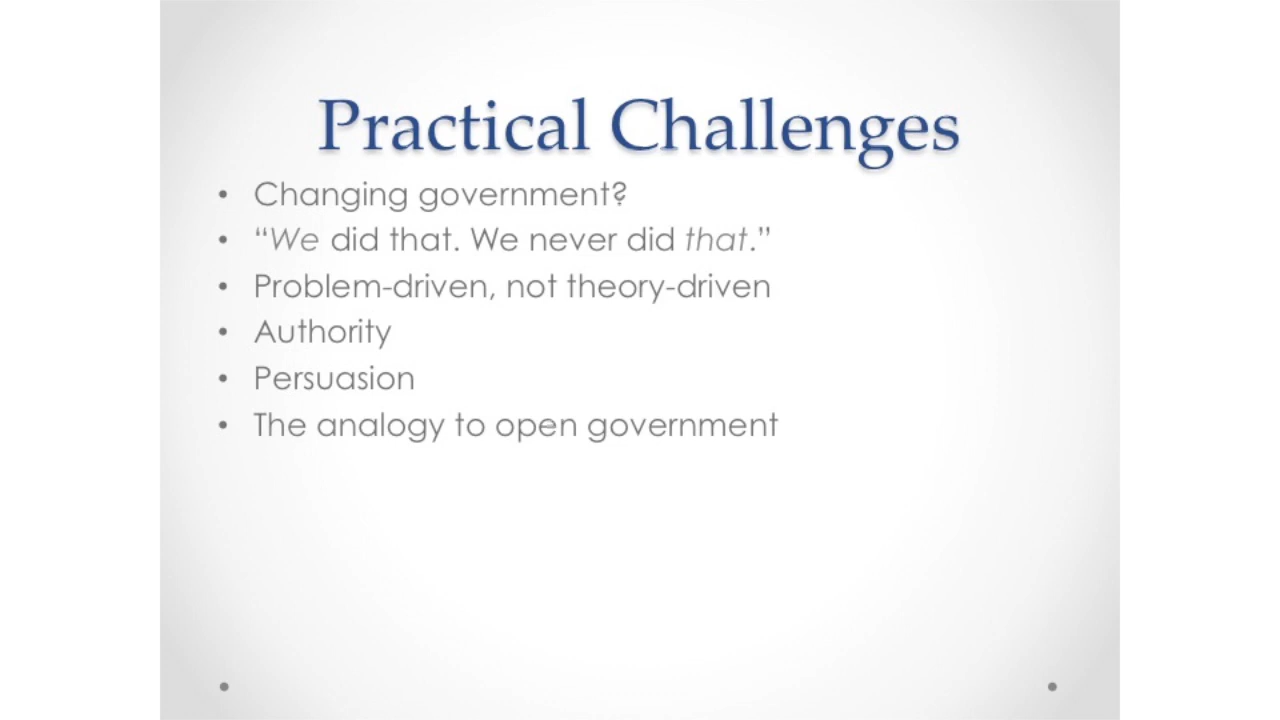 Practical Challenges
• Changing government?
• “We did that. We never did that.”
• Problem-driven, not theory-driven
• Authority
• Persuasion
• The analogy to open government